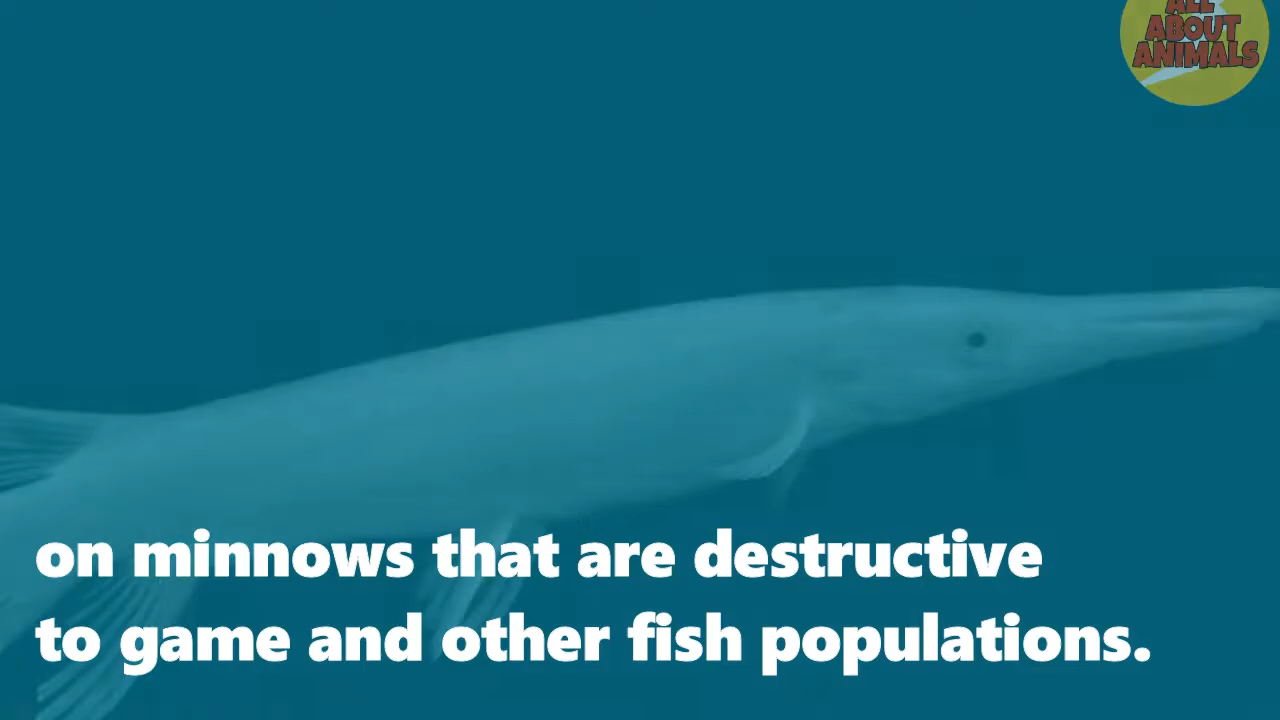 ALL
ABOUT
ANIMALS
on minnows that are destructive
to game and other fish populations.